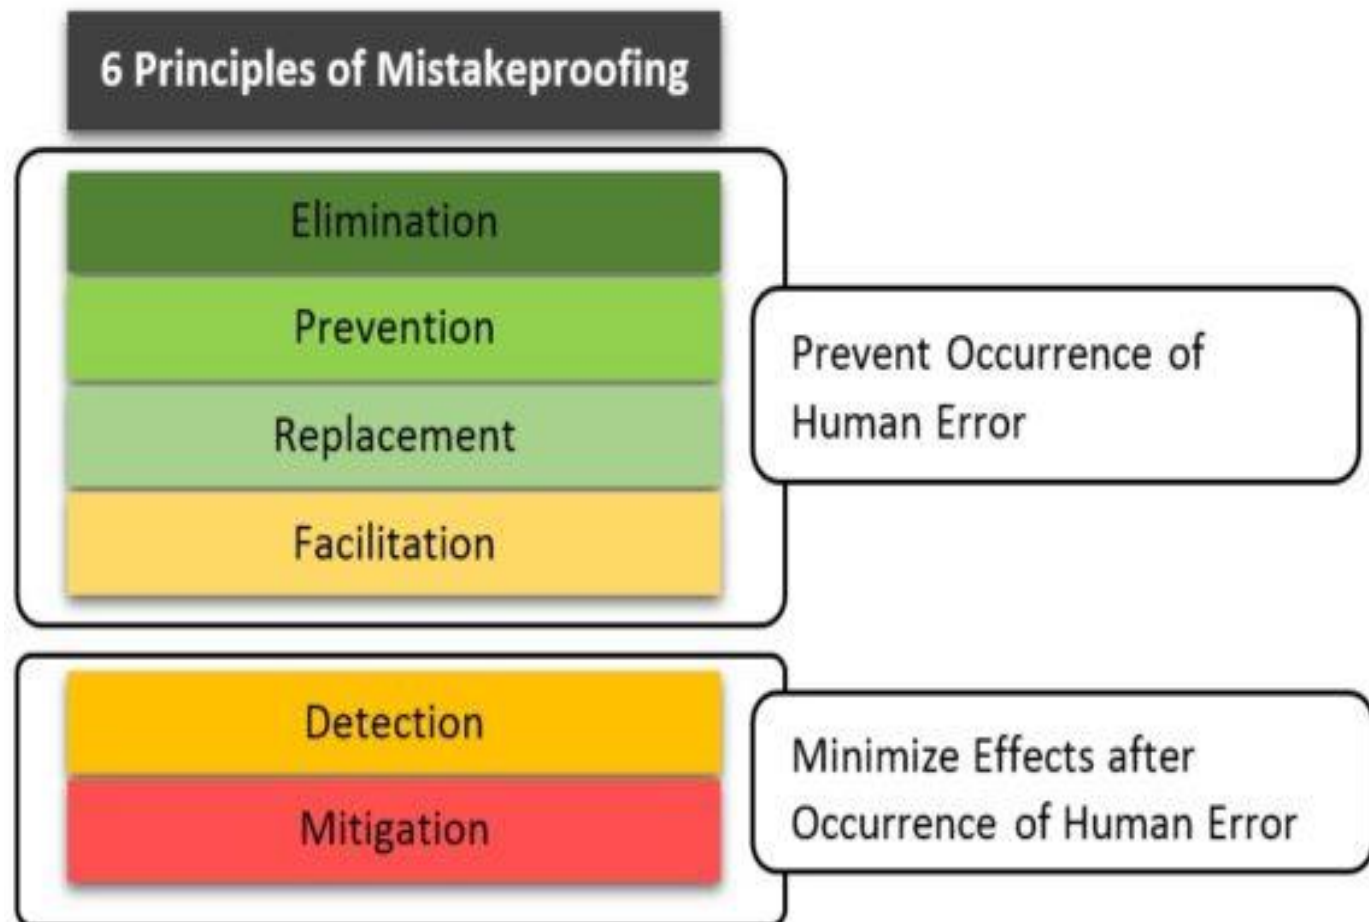 6 Principles of Mistakeproofing
Elimination
Prevention
Replacement
Facilitation
Prevent Occurrence of
Human Error
Detection
Mitigation
Minimize Effects after
Occurrence of Human Error